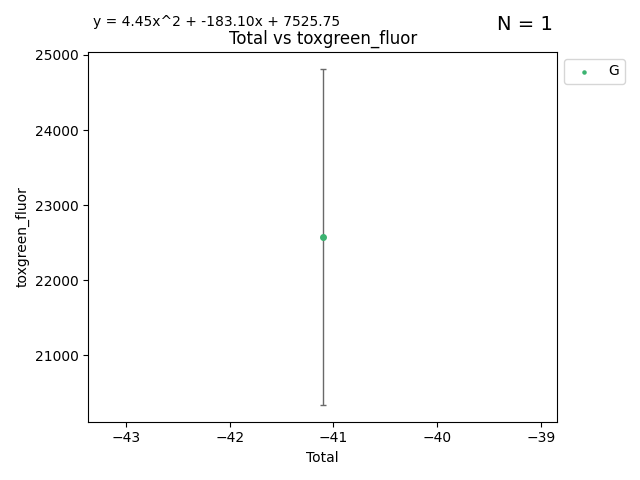 y = 4.45x^2 + -183.10x + 7525.75
N = 1
Total vs toxgreen_fluor
G
25000
24000
23000
22000
21000
toxgreen_fluor
−43 −42 −41 −40 −39
Total